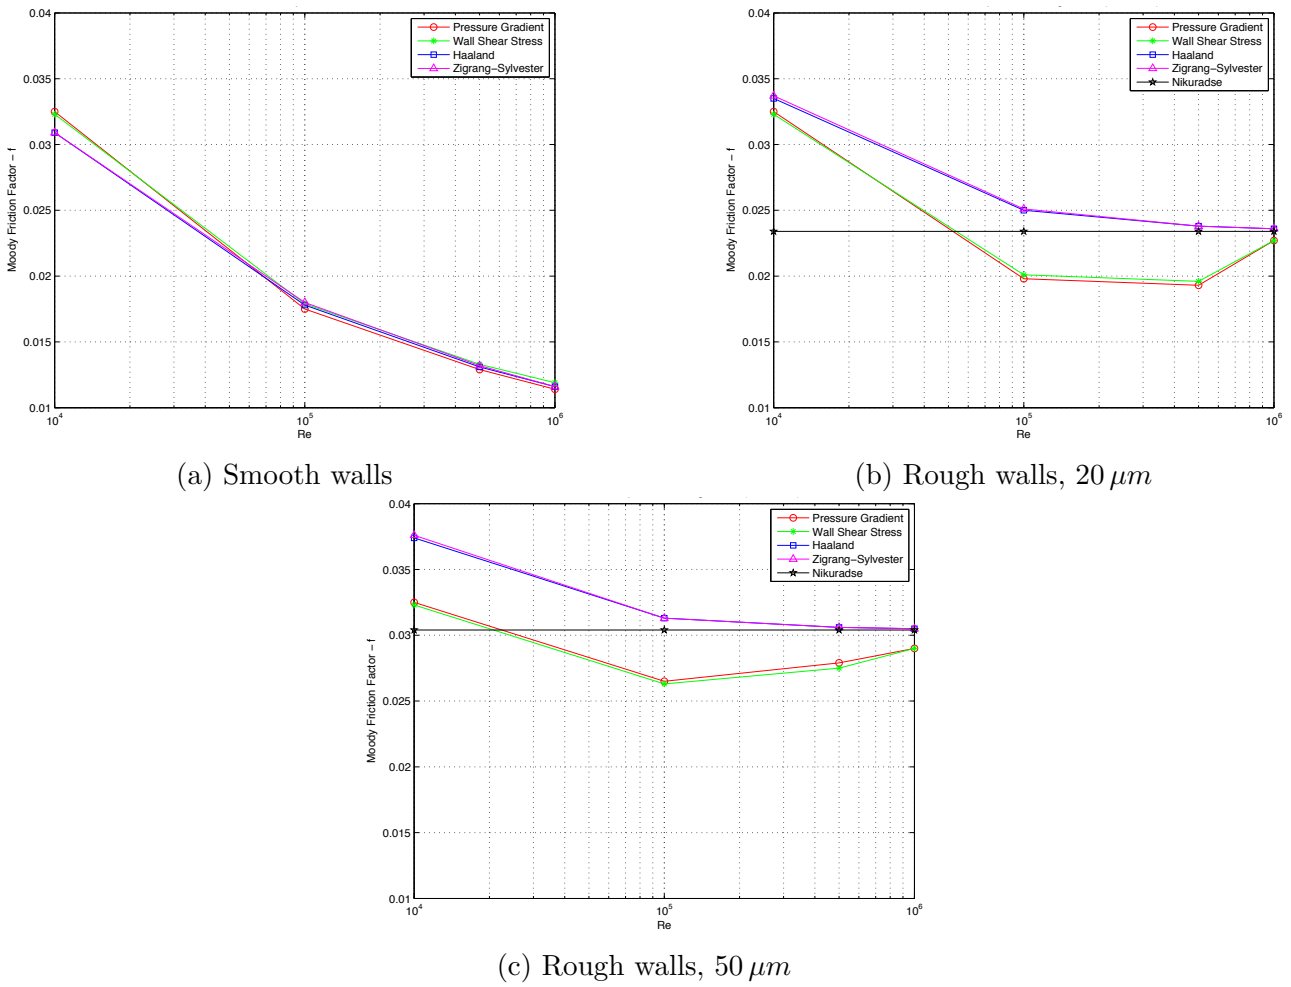 0.04
0.035
0.03
0.025
0.02
0.015
0.01
Moody Friction Factor – f
10^4
10^5
10^6
Re
Pressure Gradient
Wall Shear Stress
Haaland
Zigrang–Sylvester
(a) Smooth walls
0.04
0.035
0.03
0.025
0.02
0.015
0.01
Moody Friction Factor – f
10^4
10^5
10^6
Re
Pressure Gradient
Wall Shear Stress
Haaland
Zigrang–Sylvester
Nikuradse
(b) Rough walls, 20 μm
0.04
0.035
0.03
0.025
0.02
0.015
0.01
Moody Friction Factor – f
10^4
10^5
10^6
Re
Pressure Gradient
Wall Shear Stress
Haaland
Zigrang–Sylvester
Nikuradse
(c) Rough walls, 50 μm